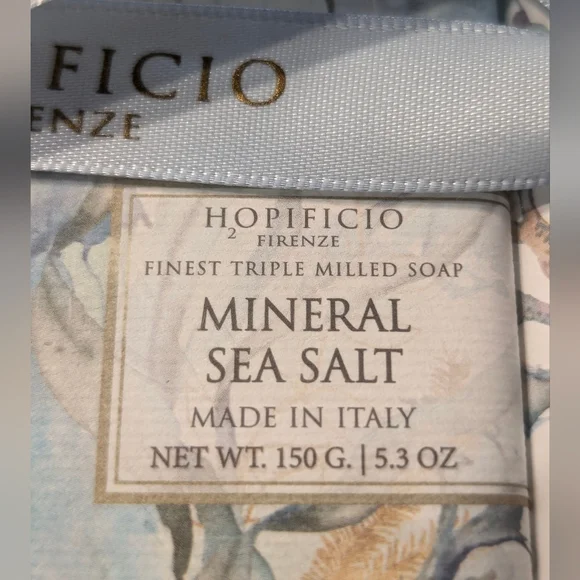 FICIO
ENZE
H2OPIFICIO
FIRENZE
FINEST TRIPLE MILLED SOAP
MINERAL
SEA SALT
MADE IN ITALY
NET WT. 150 G. | 5.3 OZ